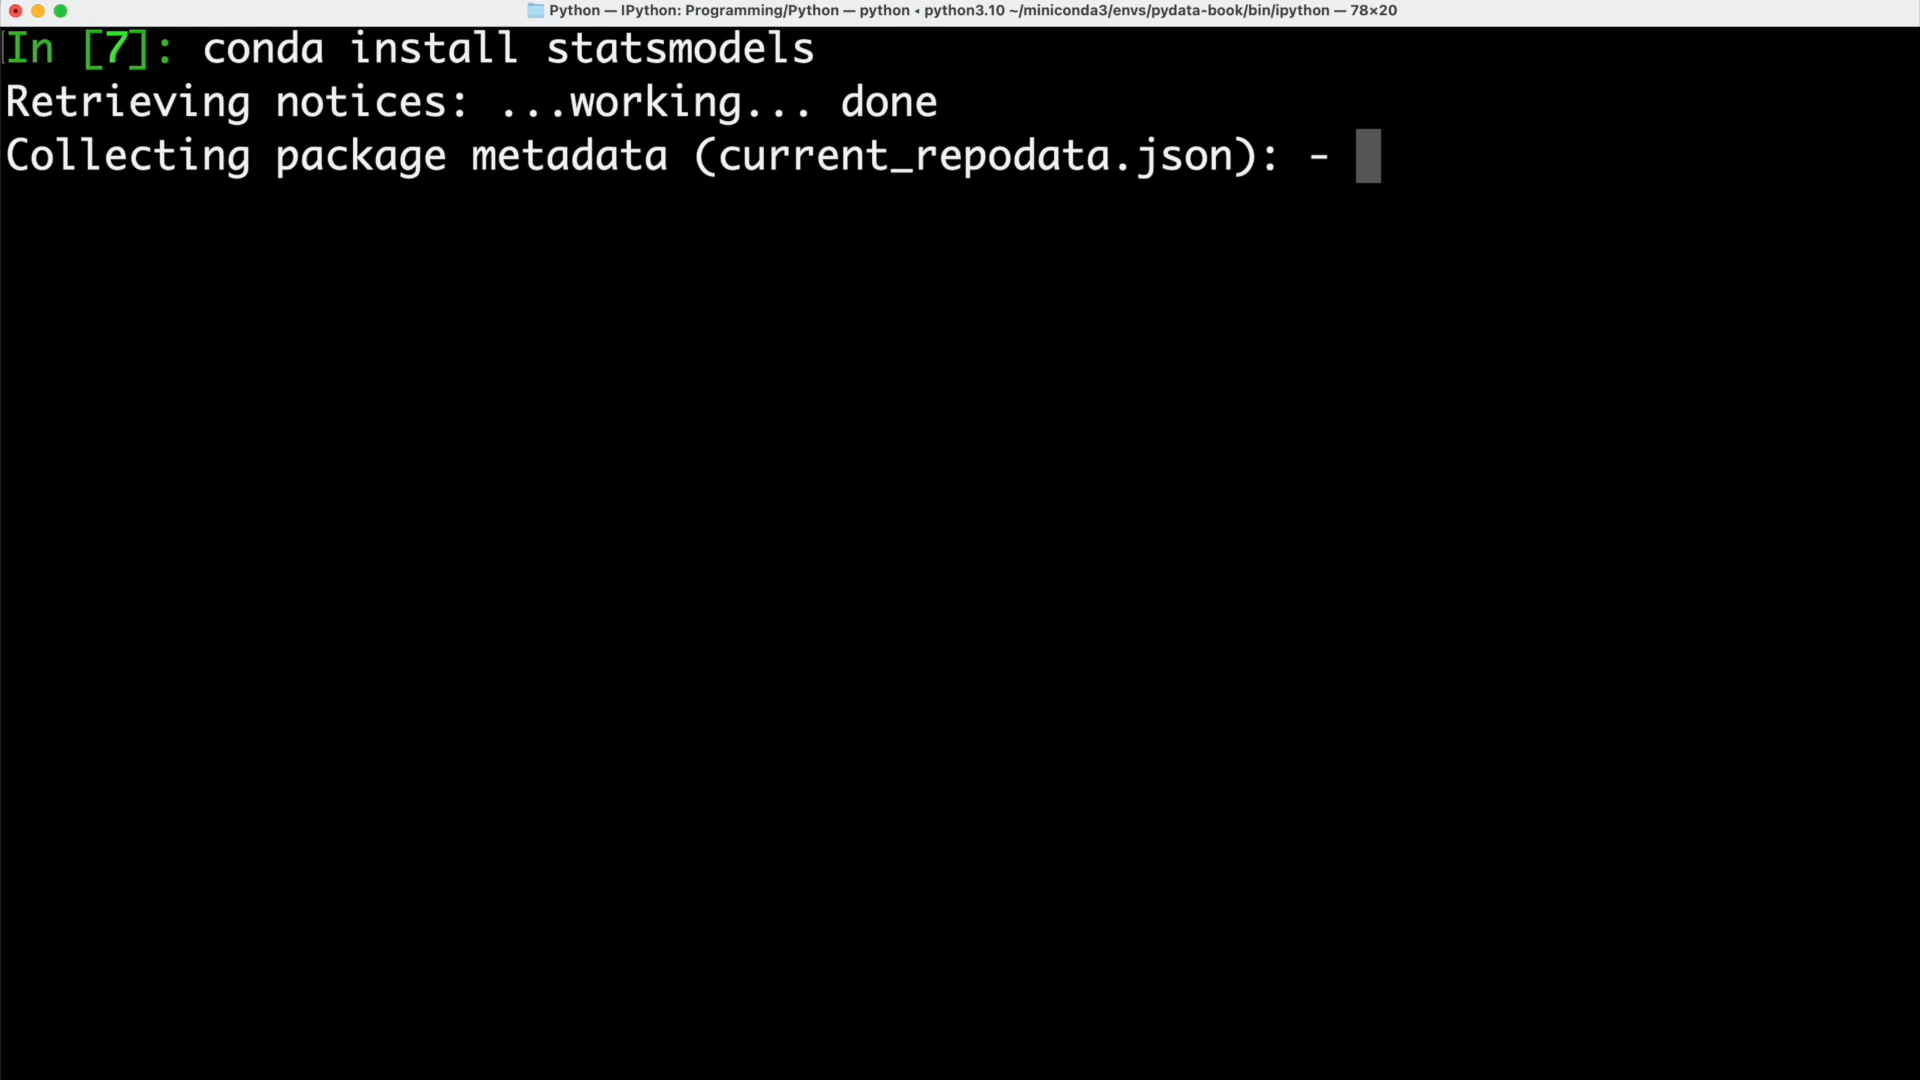 Python — IPython: Programming/Python — python ◂ python3.10 ~/miniconda3/envs/pydata-book/bin/ipython — 78×20
In [7]: conda install statsmodels
Retrieving notices: ...working... done
Collecting package metadata (current_repodata.json): -